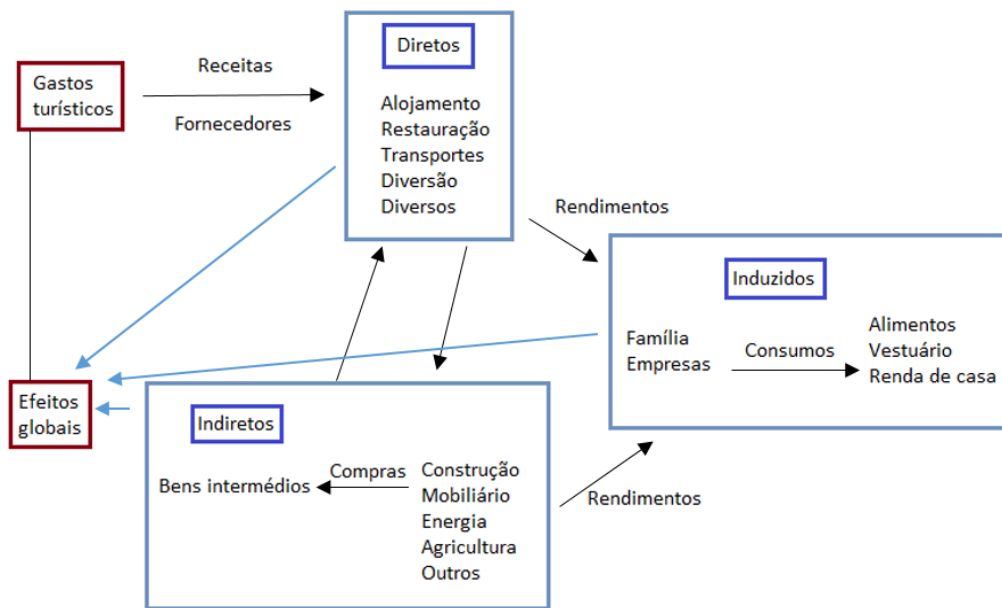 Gastos
turísticos
Receitas
Fornecedores
Diretos
Alojamento
Restauração
Transportes
Diversão
Diversos
Rendimentos
Induzidos
Família
Empresas
Consumos
Alimentos
Vestuário
Renda de casa
Efeitos
globais
Indiretos
Bens intermédios
Compras
Construção
Mobiliário
Energia
Agricultura
Outros
Rendimentos